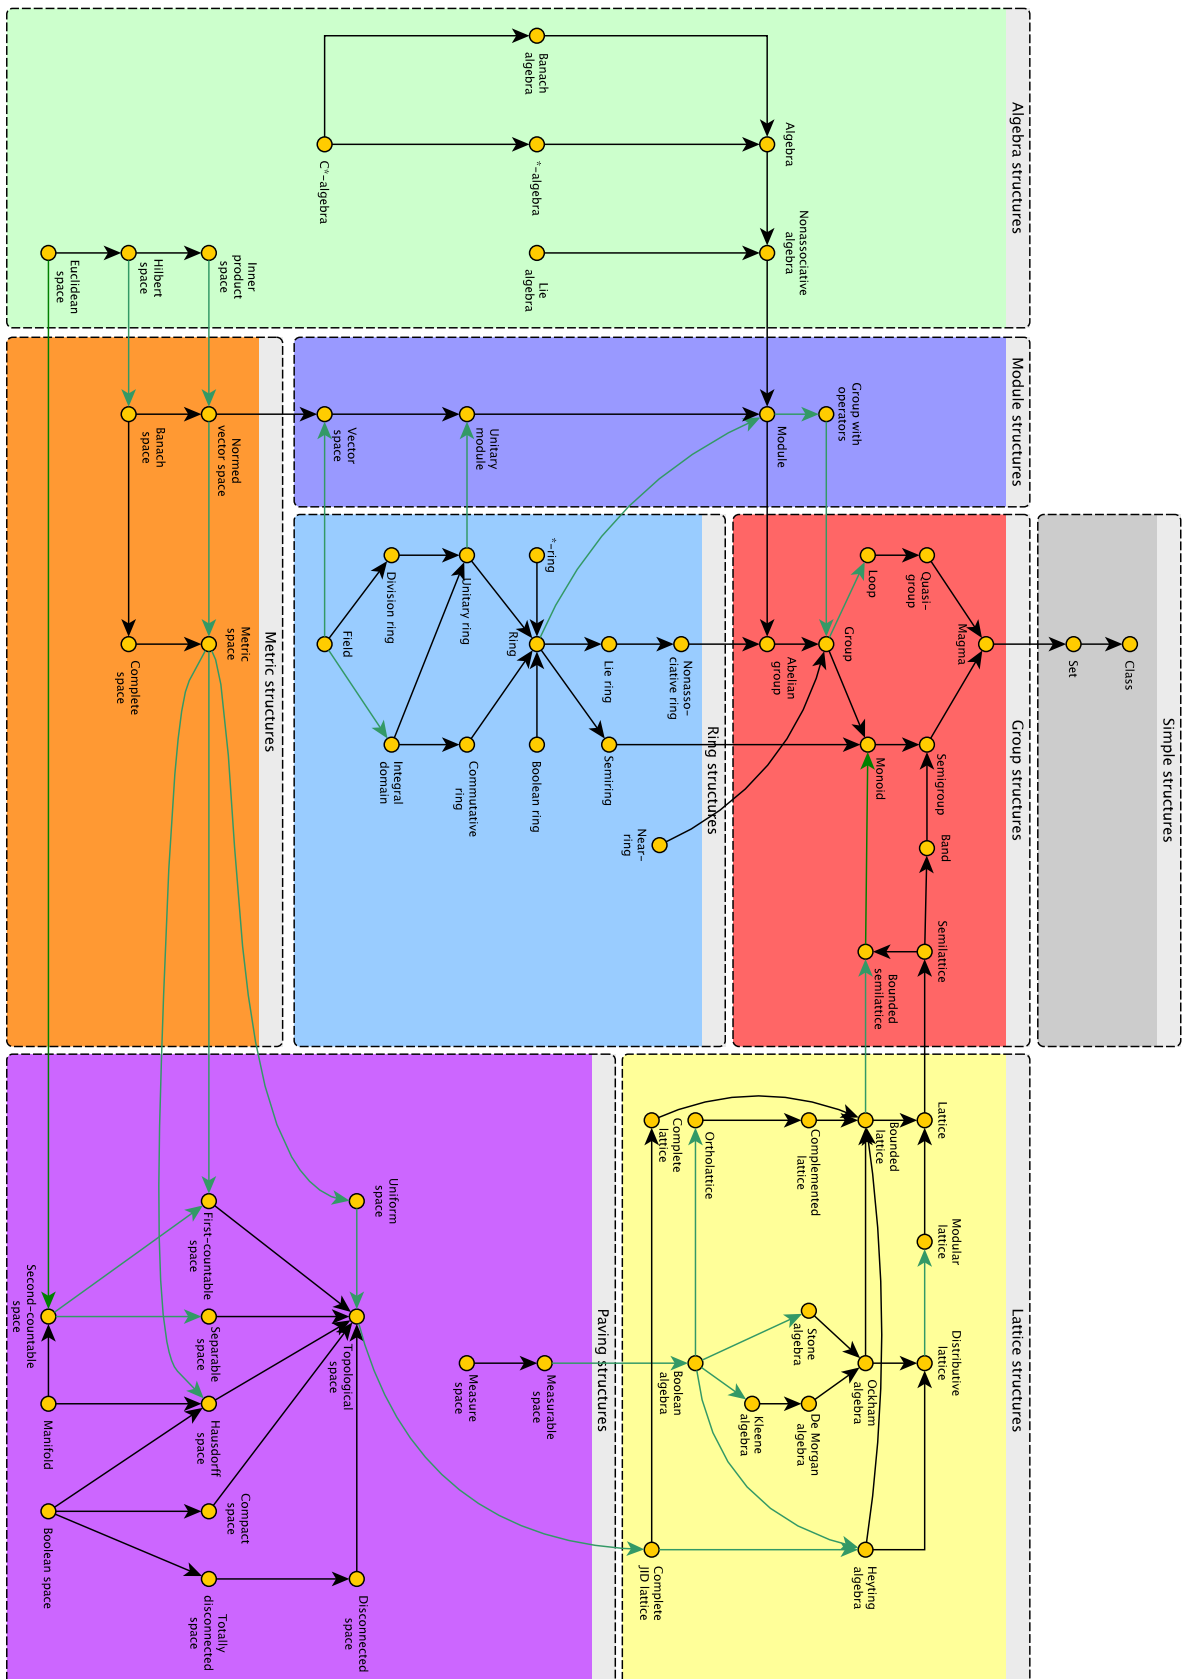 Simple structures
Class
Set
Group structures
Magma
Quasi-
group
Loop
Group
Abelian
group
Monoid
Semigroup
Band
Semilattice
Bounded
semilattice
Lattice structures
Lattice
Bounded
lattice
Complemented
lattice
Ortholattice
Complete
lattice
Modular
lattice
Distributive
lattice
Ockham
algebra
Stone
algebra
De Morgan
algebra
Kleene
algebra
Boolean
algebra
Heyting
algebra
Complete
JID lattice
Module structures
Group with
operators
Module
Unitary
module
Vector
space
Ring structures
Nonasso-
ciative ring
Lie ring
Ring
*-ring
Unitary ring
Division ring
Field
Integral
domain
Commutative
ring
Boolean ring
Semiring
Near-
ring
Algebra structures
Banach
algebra
Algebra
*-algebra
C*-algebra
Nonassociative
algebra
Lie
algebra
Inner
product
space
Hilbert
space
Euclidean
space
Metric structures
Normed
vector space
Banach
space
Metric
space
Complete
space
Paving structures
Measurable
space
Measure
space
Uniform
space
Topological
space
First-countable
space
Second-countable
space
Separable
space
Hausdorff
space
Manifold
Compact
space
Boolean space
Disconnected
space
Totally
disconnected
space